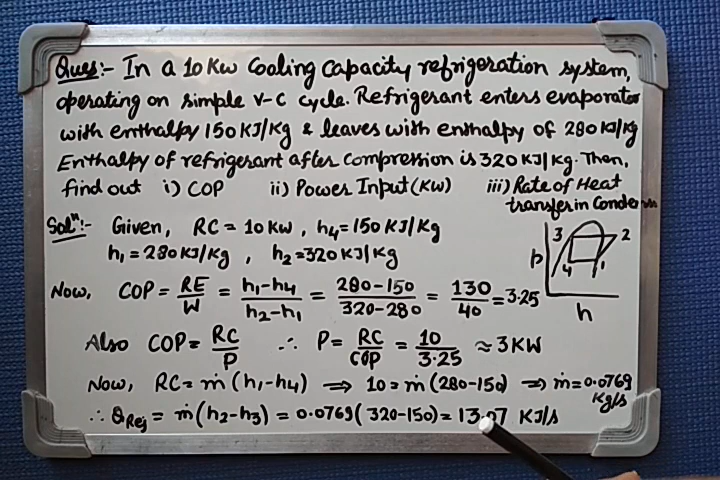 Ques:- In a 10 Kw Cooling Capacity refrigeration system,
operating on simple V-C cycle. Refrigerant enters evaporator
with enthalpy 150 KJ/Kg & leaves with enthalpy of 280 KJ/Kg
Enthalpy of refrigerant after compression is 320 KJ/Kg. Then,
find out i) COP ii) Power Input (KW) iii) Rate of Heat
transfer in Condenser
Solⁿ:- Given, RC = 10 Kw, h₄ = 150 KJ/Kg
h₁ = 280 KJ/Kg, h₂ = 320 KJ/Kg
3 2
p 4 1
h
Now, COP = RE/W = (h₁-h₄)/(h₂-h₁) = (280-150)/(320-280) = 130/40 = 3.25
Also COP = RC/P ∴ P = RC/COP = 10/3.25 ≈ 3 KW
Now, RC = ṁ (h₁-h₄) ⇒ 10 = ṁ (280-150) ⇒ ṁ = 0.0769
Kg/s
∴ Q Rej = ṁ (h₂-h₃) = 0.0769 (320-150) = 13.07 KJ/s